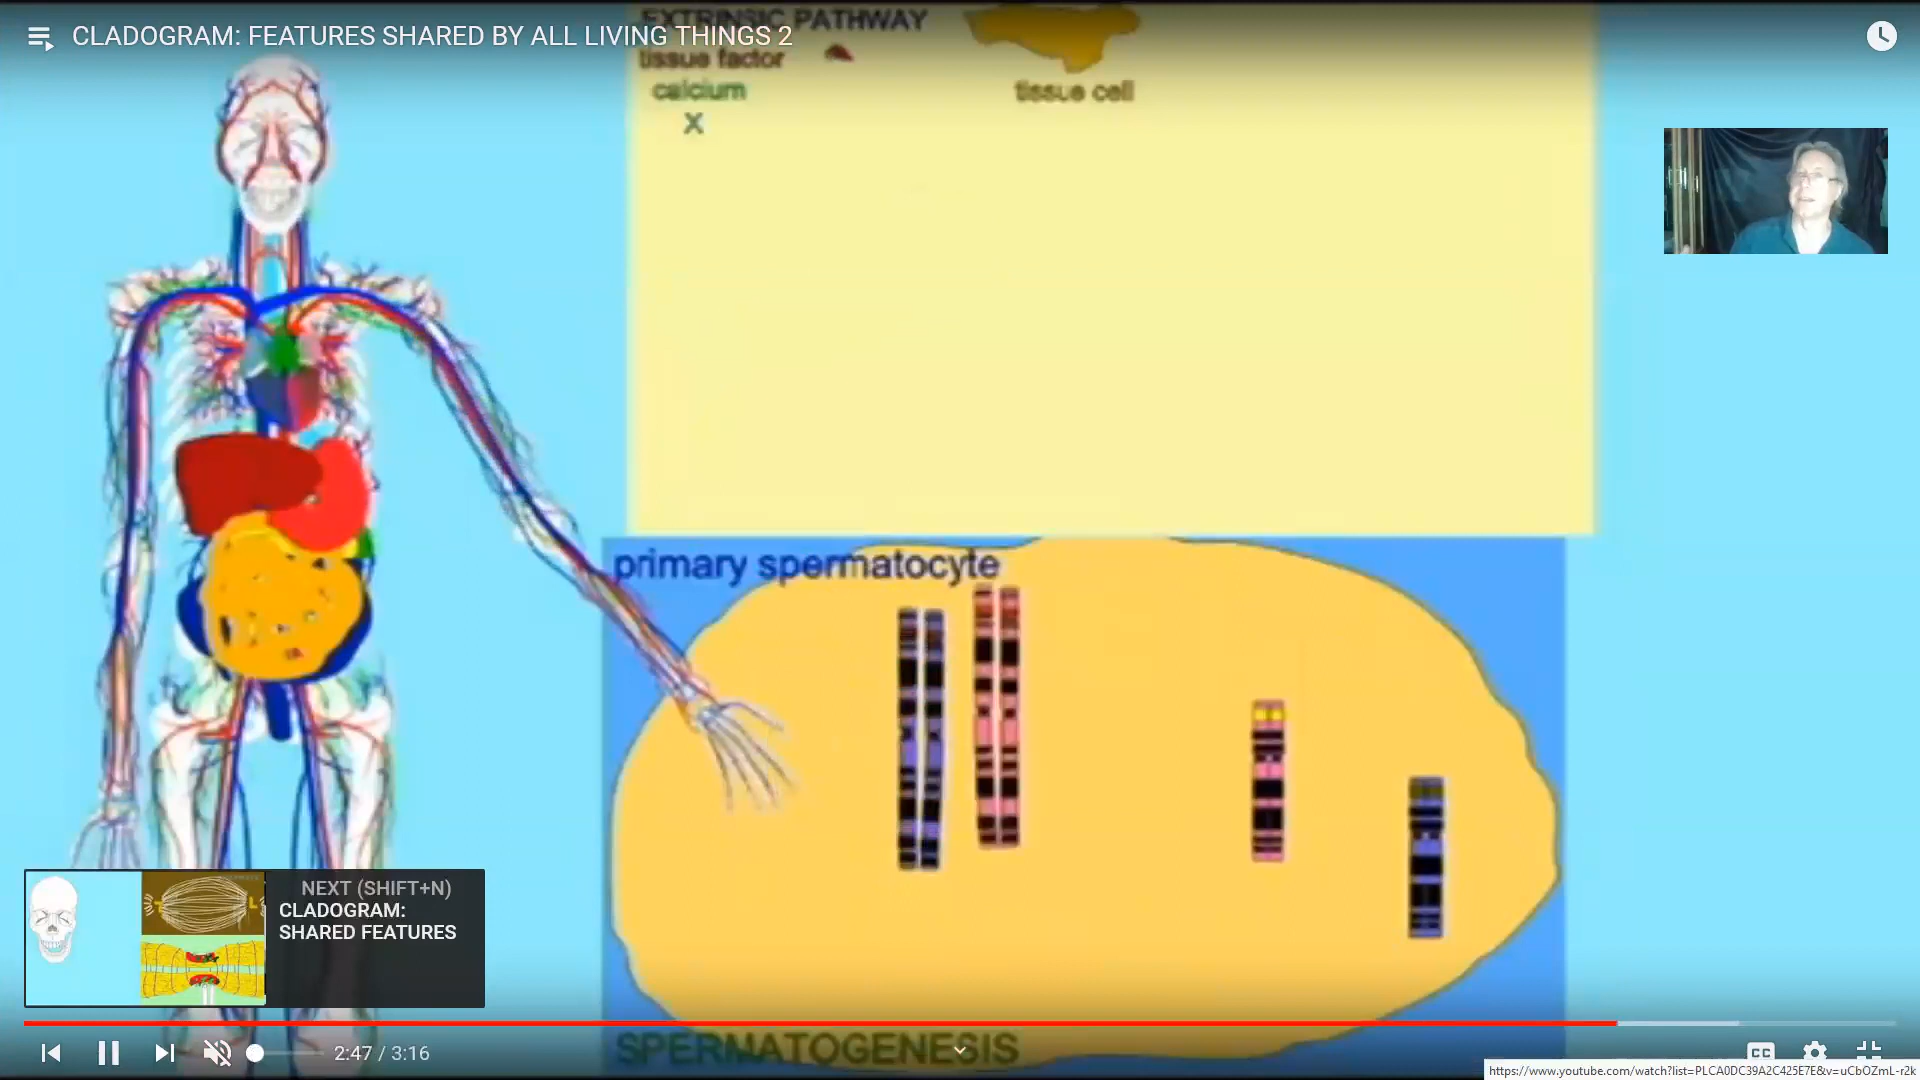 EXTRINSIC PATHWAY
CLADOGRAM: FEATURES SHARED BY ALL LIVING THINGS 2
tissue factor
calcium
X
tissue cell
primary spermatocyte
NEXT (SHIFT+N)
CLADOGRAM:
SHARED FEATURES
SPERMATOGENESIS
2:47 / 3:16
CC
https://www.youtube.com/watch?list=PLCA0DC39A2C425E7E&v=uCbOZmL-r2k